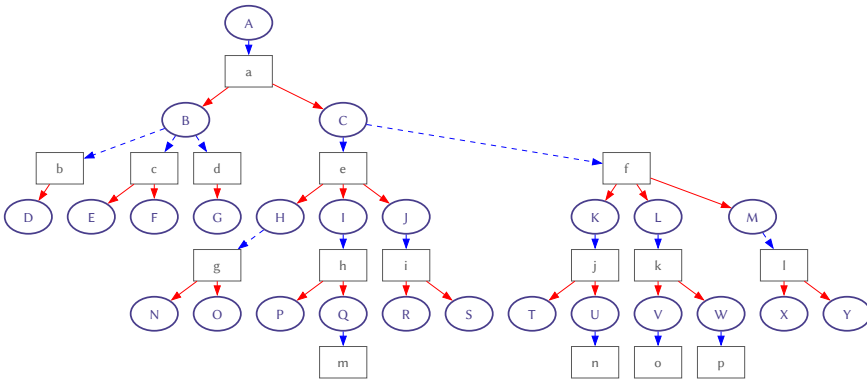 A
a
B C
b c d e f
D E F G H I J K L M
g h i j k l
N O P Q R S T U V W X Y
m n o p